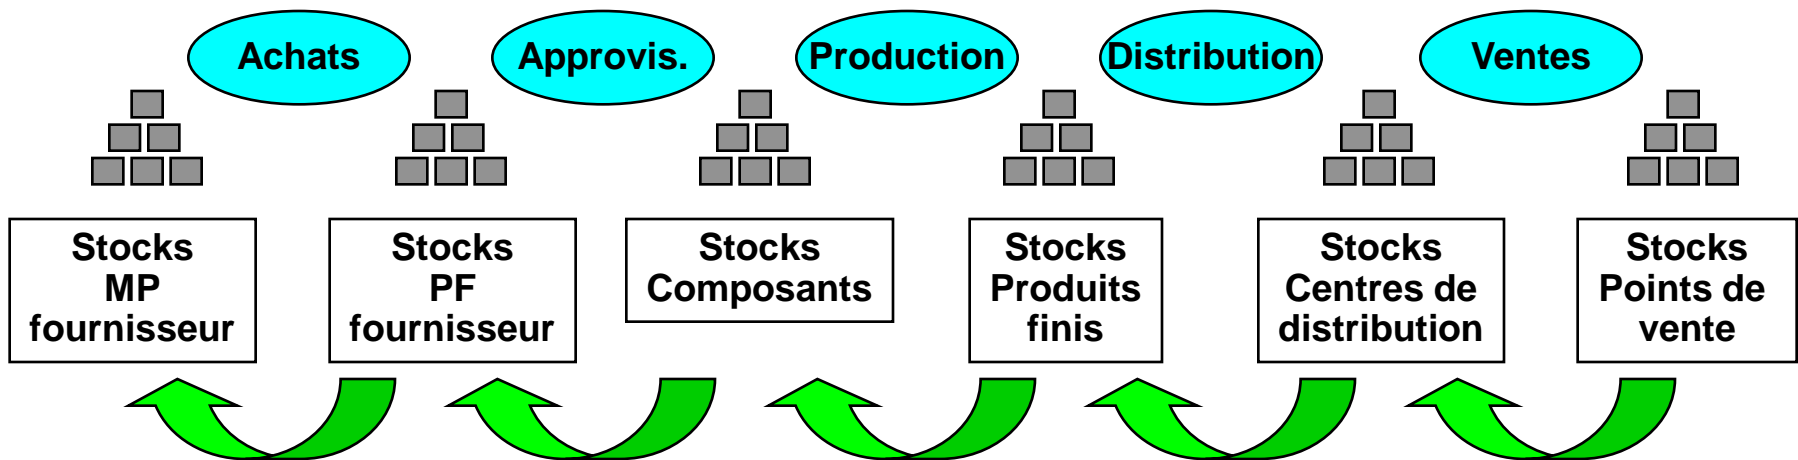 Achats
Approvis.
Production
Distribution
Ventes
Stocks
MP
fournisseur
Stocks
PF
fournisseur
Stocks
Composants
Stocks
Produits
finis
Stocks
Centres de
distribution
Stocks
Points de
vente